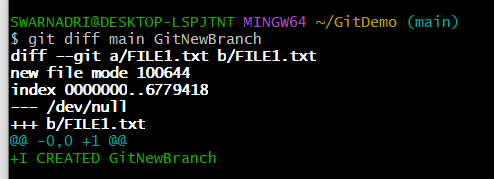 SWARNADRI@DESKTOP-LSPJTNT MINGW64 ~/GitDemo (main)
$ git diff main GitNewBranch
diff --git a/FILE1.txt b/FILE1.txt
new file mode 100644
index 0000000..6779418
--- /dev/null
+++ b/FILE1.txt
@@ -0,0 +1 @@
+I CREATED GitNewBranch